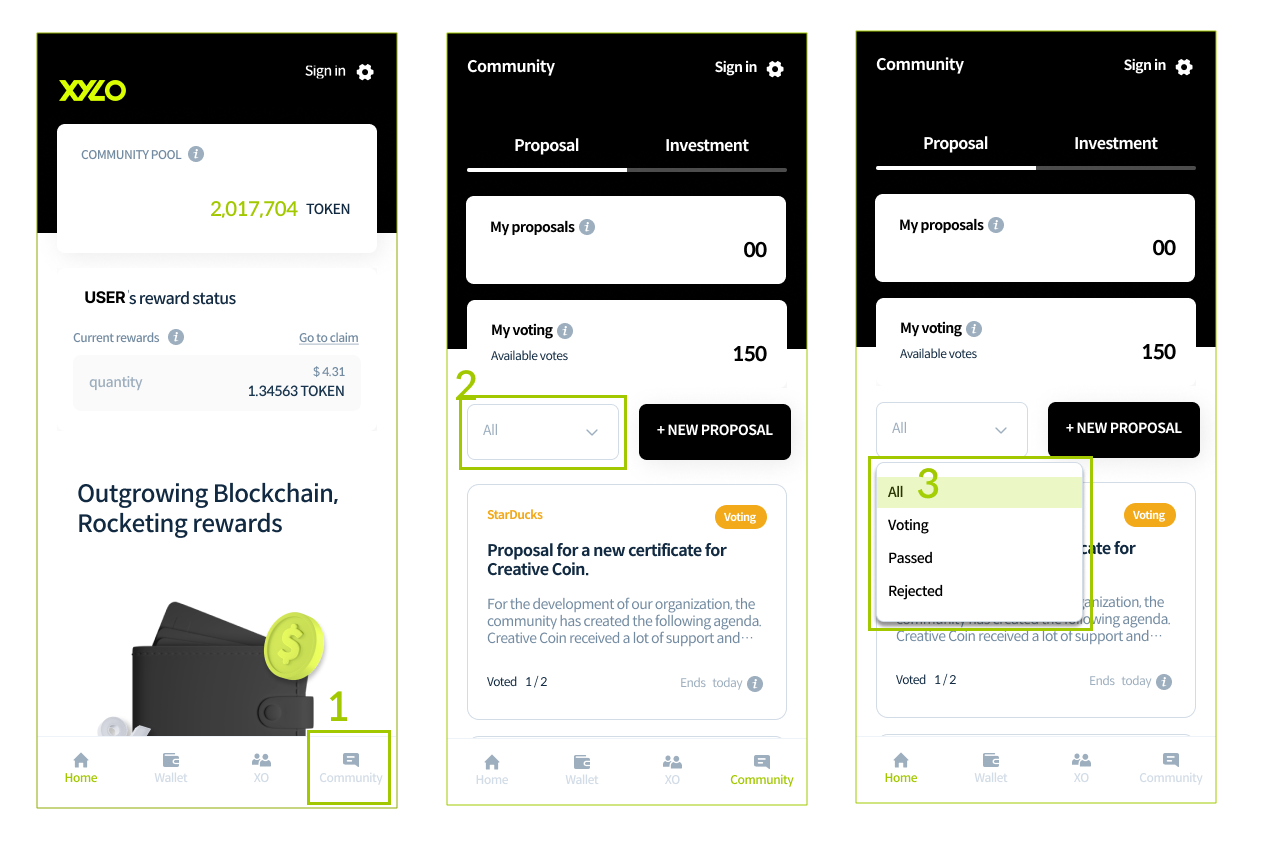 Sign in
XYLO
COMMUNITY POOL
2,017,704 TOKEN
USER's reward status
Current rewards
Go to claim
quantity
$ 4.31
1.34563 TOKEN
Outgrowing Blockchain,
Rocketing rewards
$
1
Home
Wallet
XO
Community
Community
Sign in
Proposal
Investment
My proposals
00
My voting
Available votes
150
2
All
+ NEW PROPOSAL
StarDucks
Voting
Proposal for a new certificate for
Creative Coin.
For the development of our organization, the
community has created the following agenda.
Creative Coin received a lot of support and···
Voted 1 / 2
Ends today
Home
Wallet
XO
Community
Community
Sign in
Proposal
Investment
My proposals
00
My voting
Available votes
150
All
+ NEW PROPOSAL
3
All
Voting
Passed
Rejected
Voting
cate for
ganization, the
community has created the following agenda.
Creative Coin received a lot of support and···
Voted 1 / 2
Ends today
Home
Wallet
XO
Community